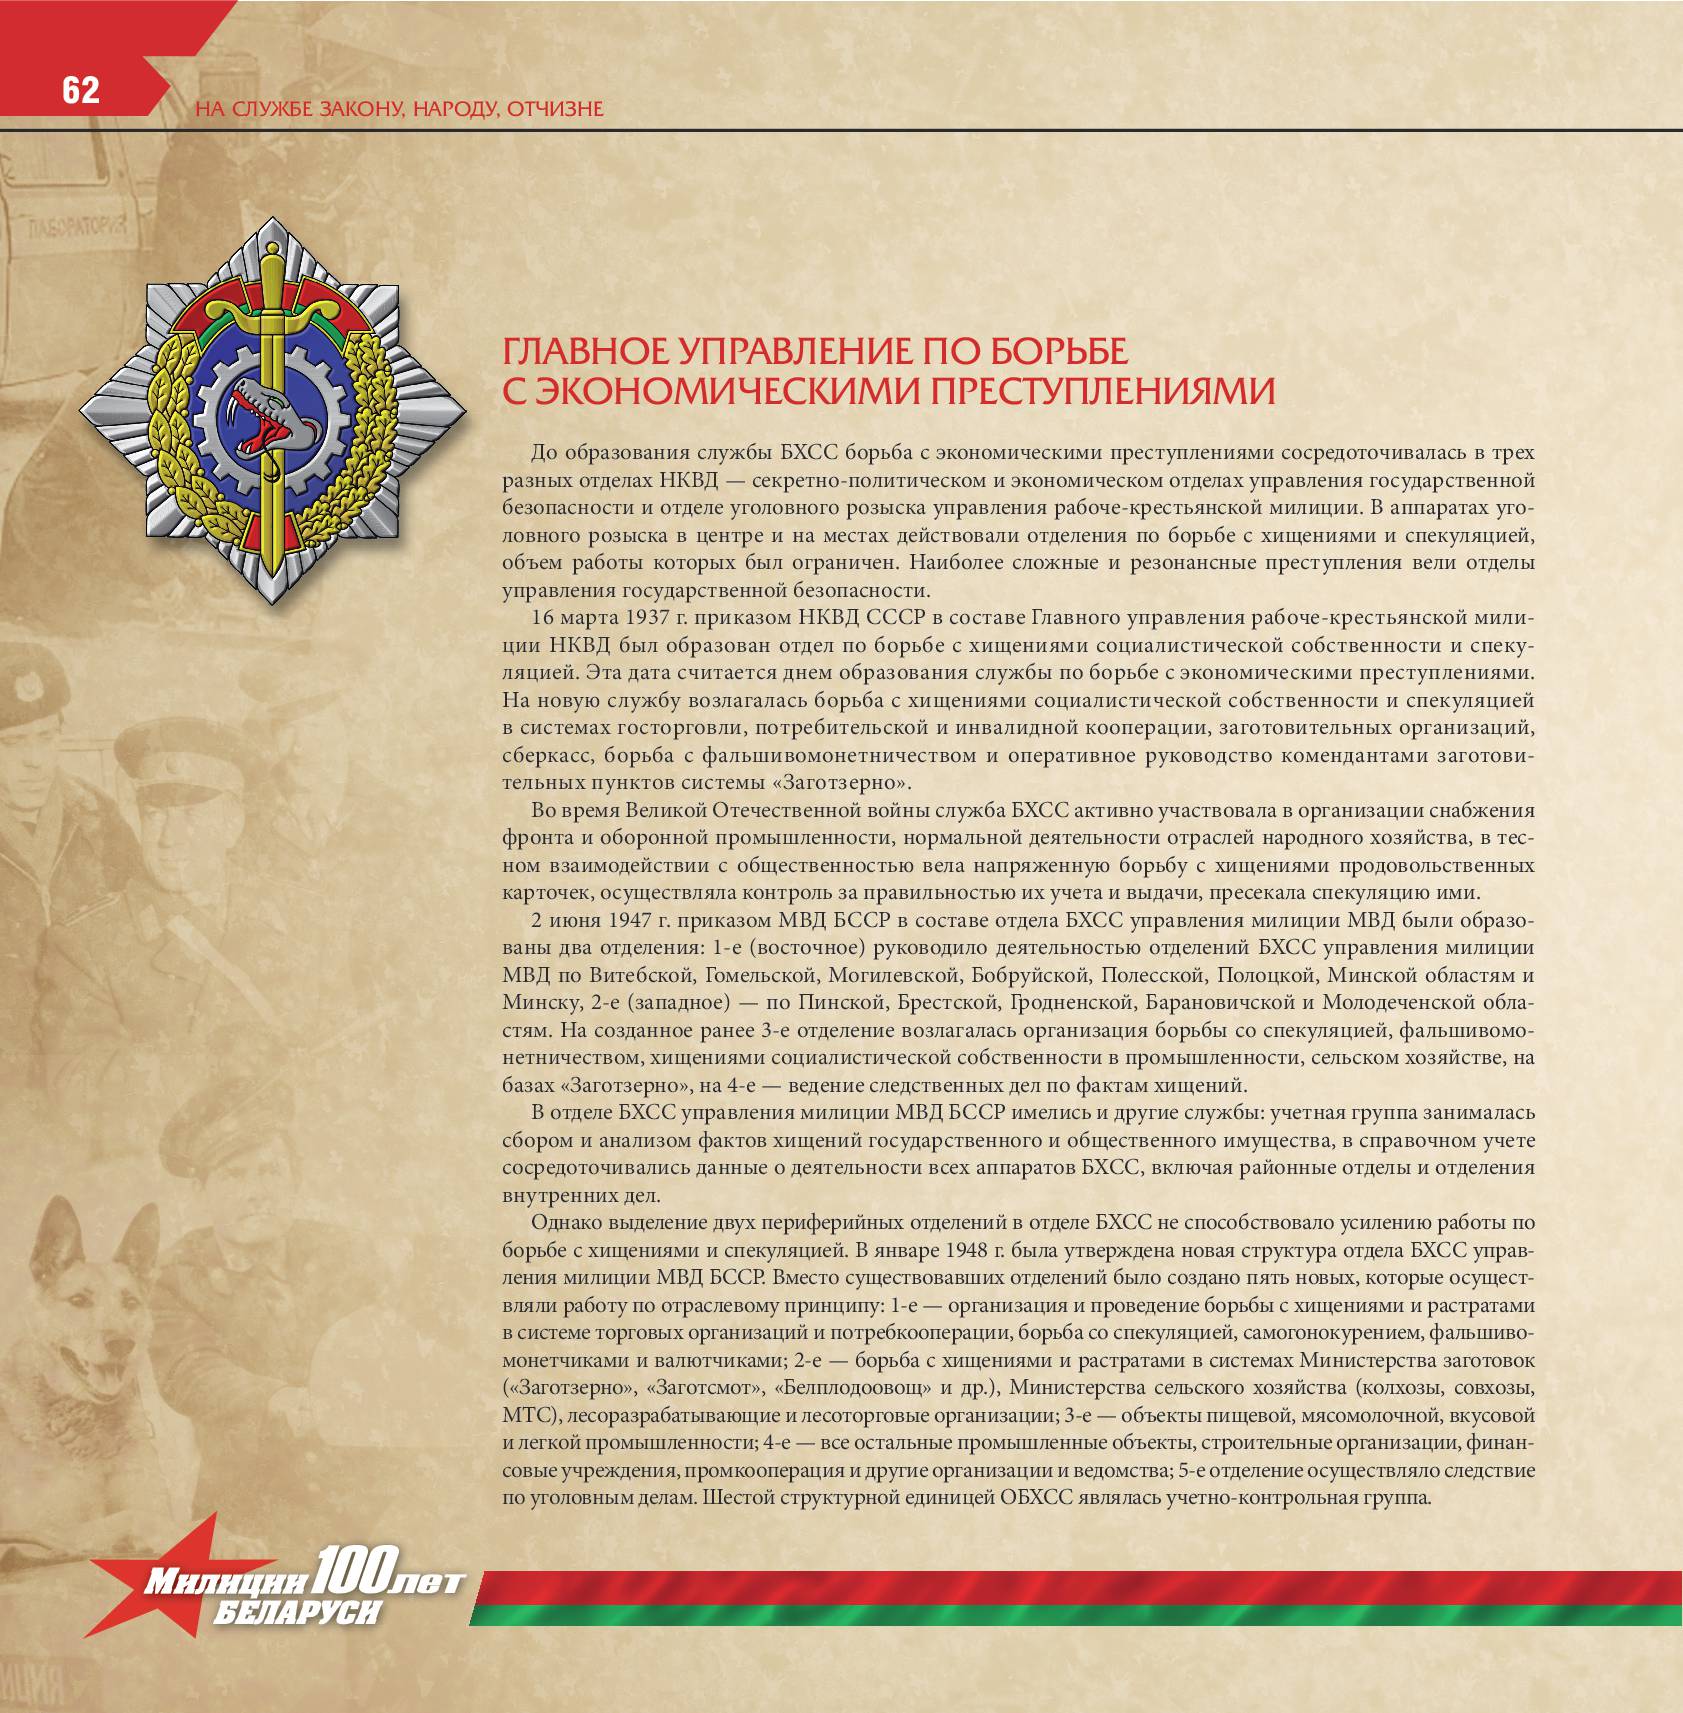 62
НА СЛУЖБЕ ЗАКОНУ, НАРОДУ, ОТЧИЗНЕ
ЛАБОРАТОРИЯ
ГЛАВНОЕ УПРАВЛЕНИЕ ПО БОРЬБЕ
С ЭКОНОМИЧЕСКИМИ ПРЕСТУПЛЕНИЯМИ
До образования службы БХСС борьба с экономическими преступлениями сосредоточивалась в трех
разных отделах НКВД — секретно-политическом и экономическом отделах управления государственной
безопасности и отделе уголовного розыска управления рабоче-крестьянской милиции. В аппаратах уго-
ловного розыска в центре и на местах действовали отделения по борьбе с хищениями и спекуляцией,
объем работы которых был ограничен. Наиболее сложные и резонансные преступления вели отделы
управления государственной безопасности.
16 марта 1937 г. приказом НКВД СССР в составе Главного управления рабоче-крестьянской мили-
ции НКВД был образован отдел по борьбе с хищениями социалистической собственности и спеку-
ляцией. Эта дата считается днем образования службы по борьбе с экономическими преступлениями.
На новую службу возлагалась борьба с хищениями социалистической собственности и спекуляцией
в системах госторговли, потребительской и инвалидной кооперации, заготовительных организаций,
сберкасс, борьба с фальшивомонетничеством и оперативное руководство комендантами заготови-
тельных пунктов системы «Заготзерно».
Во время Великой Отечественной войны служба БХСС активно участвовала в организации снабжения
фронта и оборонной промышленности, нормальной деятельности отраслей народного хозяйства, в тес-
ном взаимодействии с общественностью вела напряженную борьбу с хищениями продовольственных
карточек, осуществляла контроль за правильностью их учета и выдачи, пресекала спекуляцию ими.
2 июня 1947 г. приказом МВД БССР в составе отдела БХСС управления милиции МВД были образо-
ваны два отделения: 1-е (восточное) руководило деятельностью отделений БХСС управления милиции
МВД по Витебской, Гомельской, Могилевской, Бобруйской, Полесской, Полоцкой, Минской областям и
Минску, 2-е (западное) — по Пинской, Брестской, Гродненской, Барановичской и Молодеченской обла-
стям. На созданное ранее 3-е отделение возлагалась организация борьбы со спекуляцией, фальшивомо-
нетничеством, хищениями социалистической собственности в промышленности, сельском хозяйстве, на
базах «Заготзерно», на 4-е — ведение следственных дел по фактам хищений.
В отделе БХСС управления милиции МВД БССР имелись и другие службы: учетная группа занималась
сбором и анализом фактов хищений государственного и общественного имущества, в справочном учете
сосредоточивались данные о деятельности всех аппаратов БХСС, включая районные отделы и отделения
внутренних дел.
Однако выделение двух периферийных отделений в отделе БХСС не способствовало усилению работы по
борьбе с хищениями и спекуляцией. В январе 1948 г. была утверждена новая структура отдела БХСС управ-
ления милиции МВД БССР. Вместо существовавших отделений было создано пять новых, которые осущест-
вляли работу по отраслевому принципу: 1-е — организация и проведение борьбы с хищениями и растратами
в системе торговых организаций и потребкооперации, борьба со спекуляцией, самогонокурением, фальшиво-
монетчиками и валютчиками; 2-е — борьба с хищениями и растратами в системах Министерства заготовок
(«Заготзерно», «Заготсмот», «Белплодоовощ» и др.), Министерства сельского хозяйства (колхозы, совхозы,
МТС), лесоразрабатывающие и лесоторговые организации; 3-е — объекты пищевой, мясомолочной, вкусовой
и легкой промышленности; 4-е — все остальные промышленные объекты, строительные организации, финан-
совые учреждения, промкооперация и другие организации и ведомства; 5-е отделение осуществляло следствие
по уголовным делам. Шестой структурной единицей ОБХСС являлась учетно-контрольная группа.
Милиции 100 лет
БЕЛАРУСИ